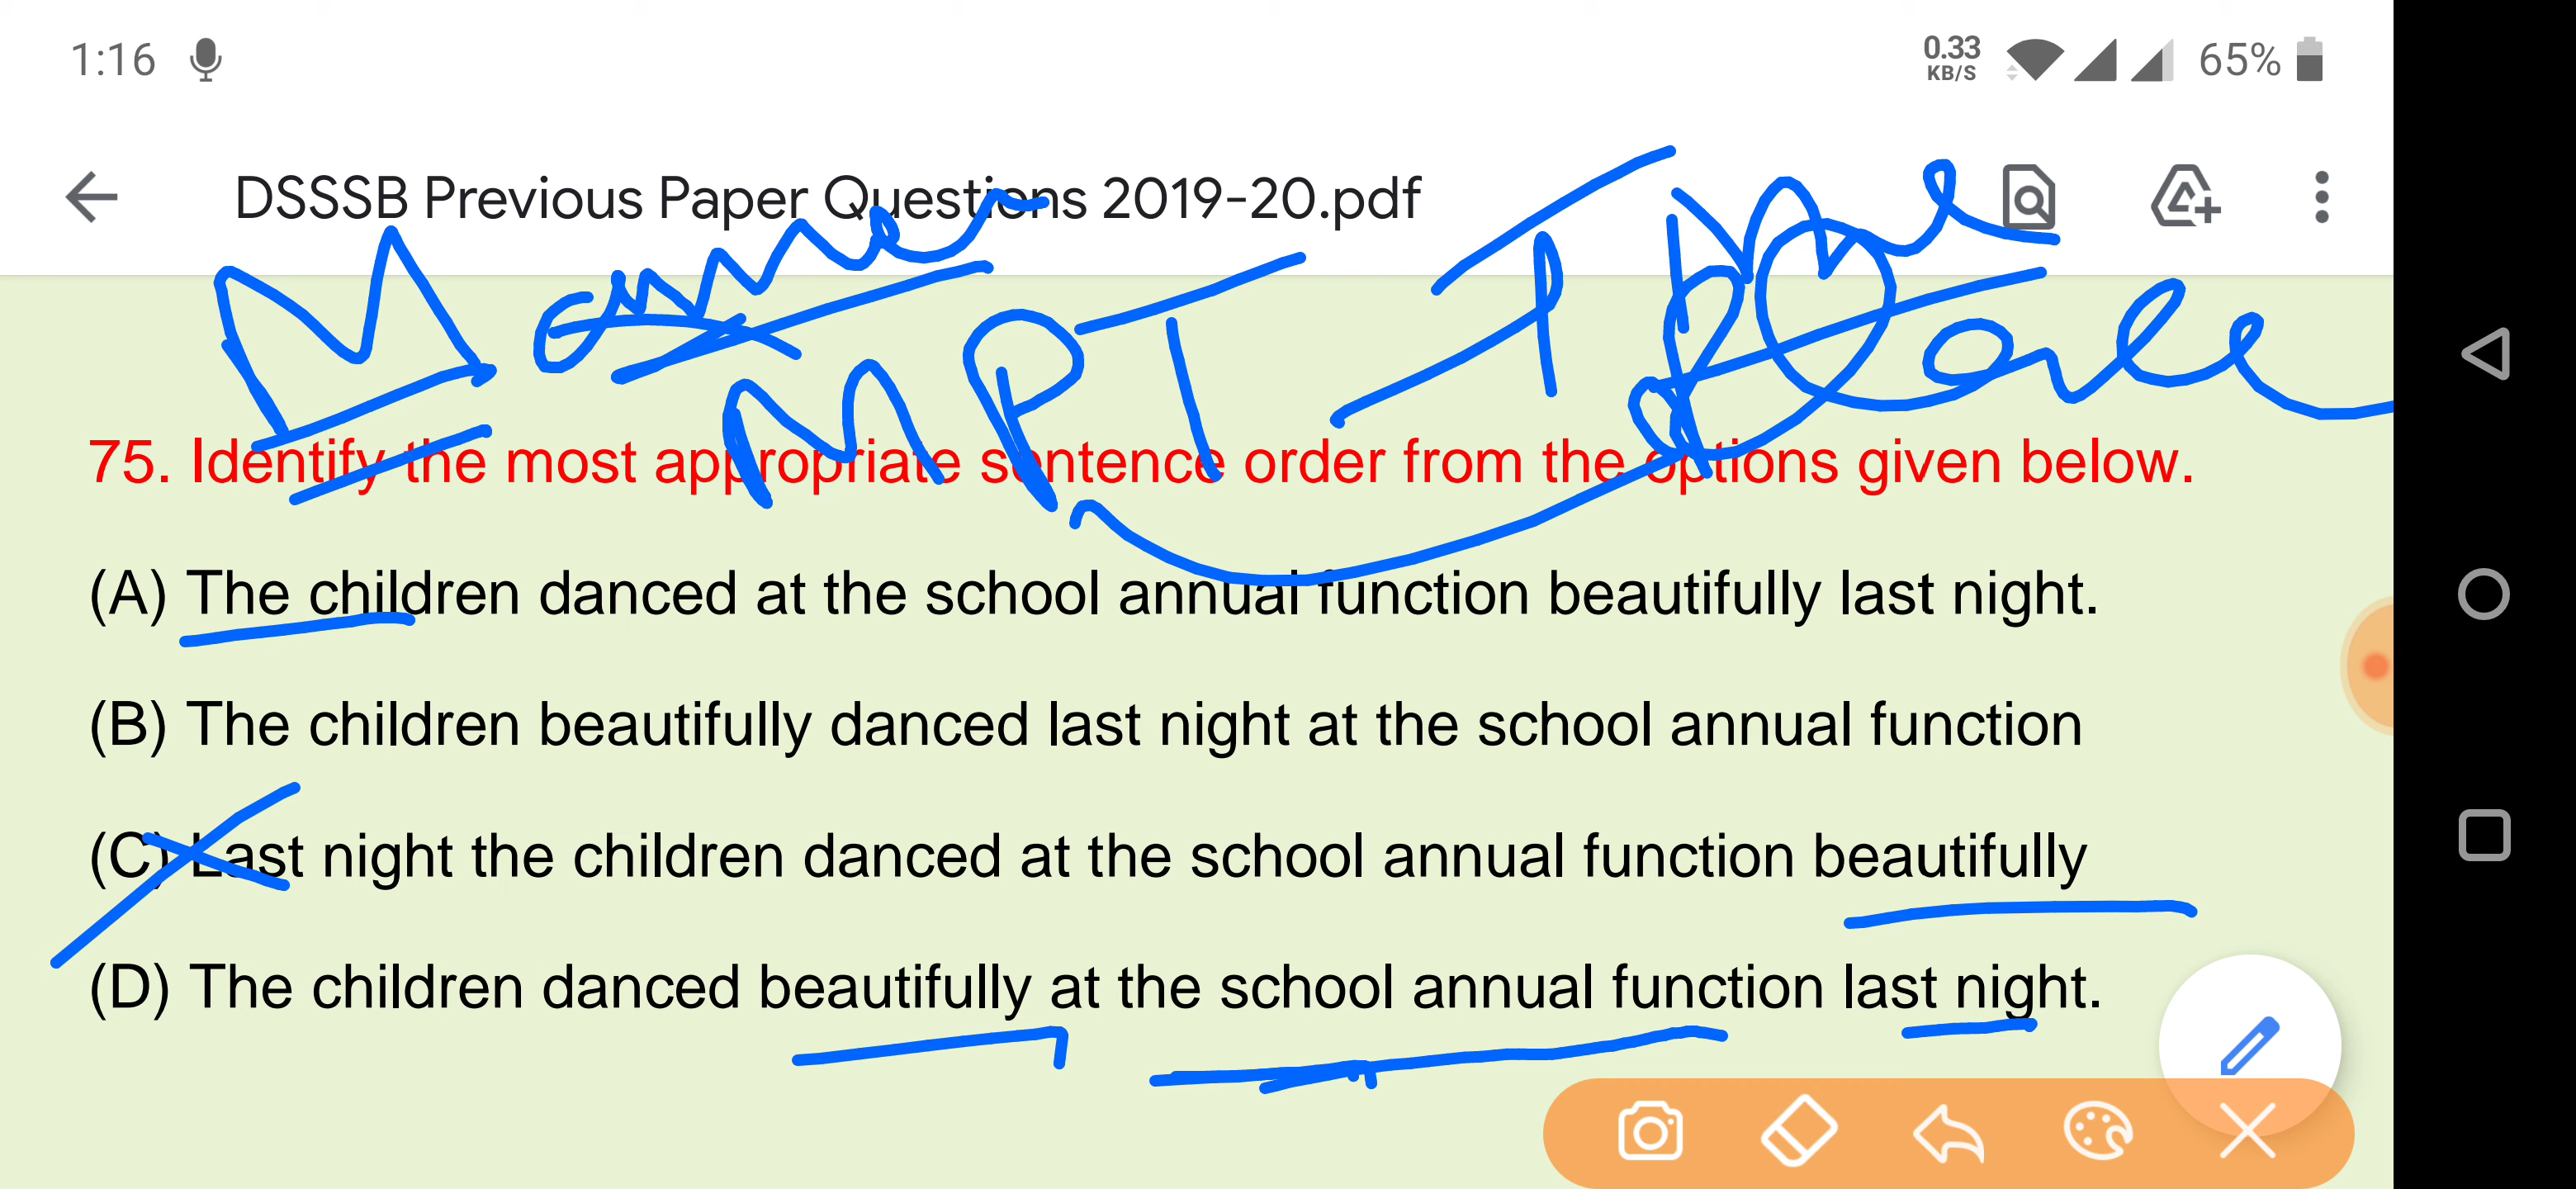 1:16 0.33 KB/S 65%
DSSSB Previous Paper Questions 2019-20.pdf
Manner Time
MPT Place
75. Identify the most appropriate sentence order from the options given below.
(A) The children danced at the school annual function beautifully last night.
(B) The children beautifully danced last night at the school annual function
(C) Last night the children danced at the school annual function beautifully
(D) The children danced beautifully at the school annual function last night.